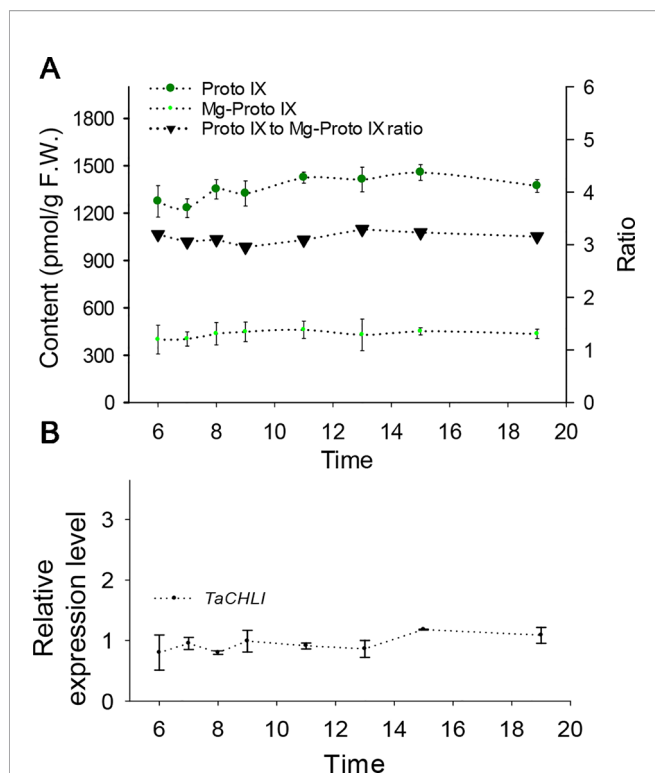 A
Proto IX
Mg-Proto IX
Proto IX to Mg-Proto IX ratio
Content (pmol/g F.W.)
1800
1500
1200
900
600
300
0
6
5
4
3
2
1
0
Ratio
6 8 10 12 14 16 18 20
Time
B
Relative
expression level
3
2
1
0
TaCHLI
6 8 10 12 14 16 18 20
Time